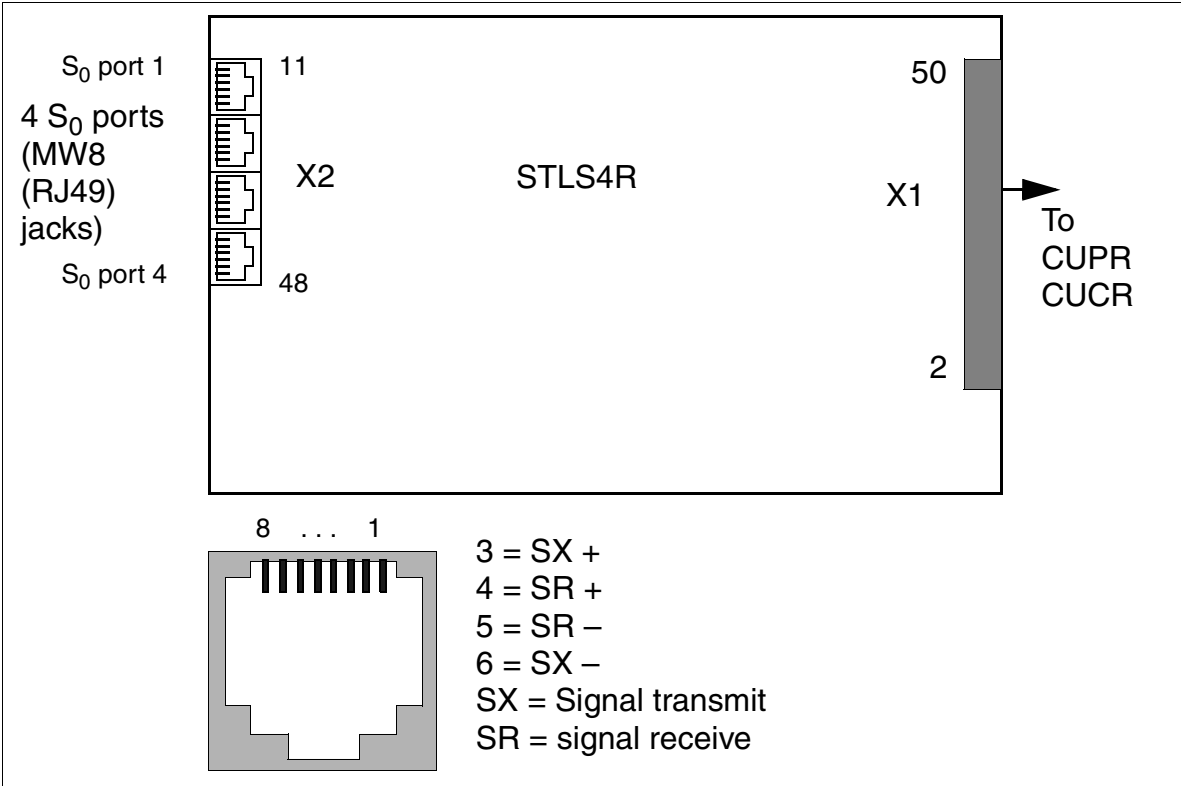 S0 port 1
4 S0 ports
(MW8
(RJ49)
jacks)
S0 port 4
11
X2
48
STLS4R
50
X1
2
To
CUPR
CUCR
8 ... 1
3 = SX +
4 = SR +
5 = SR –
6 = SX –
SX = Signal transmit
SR = signal receive